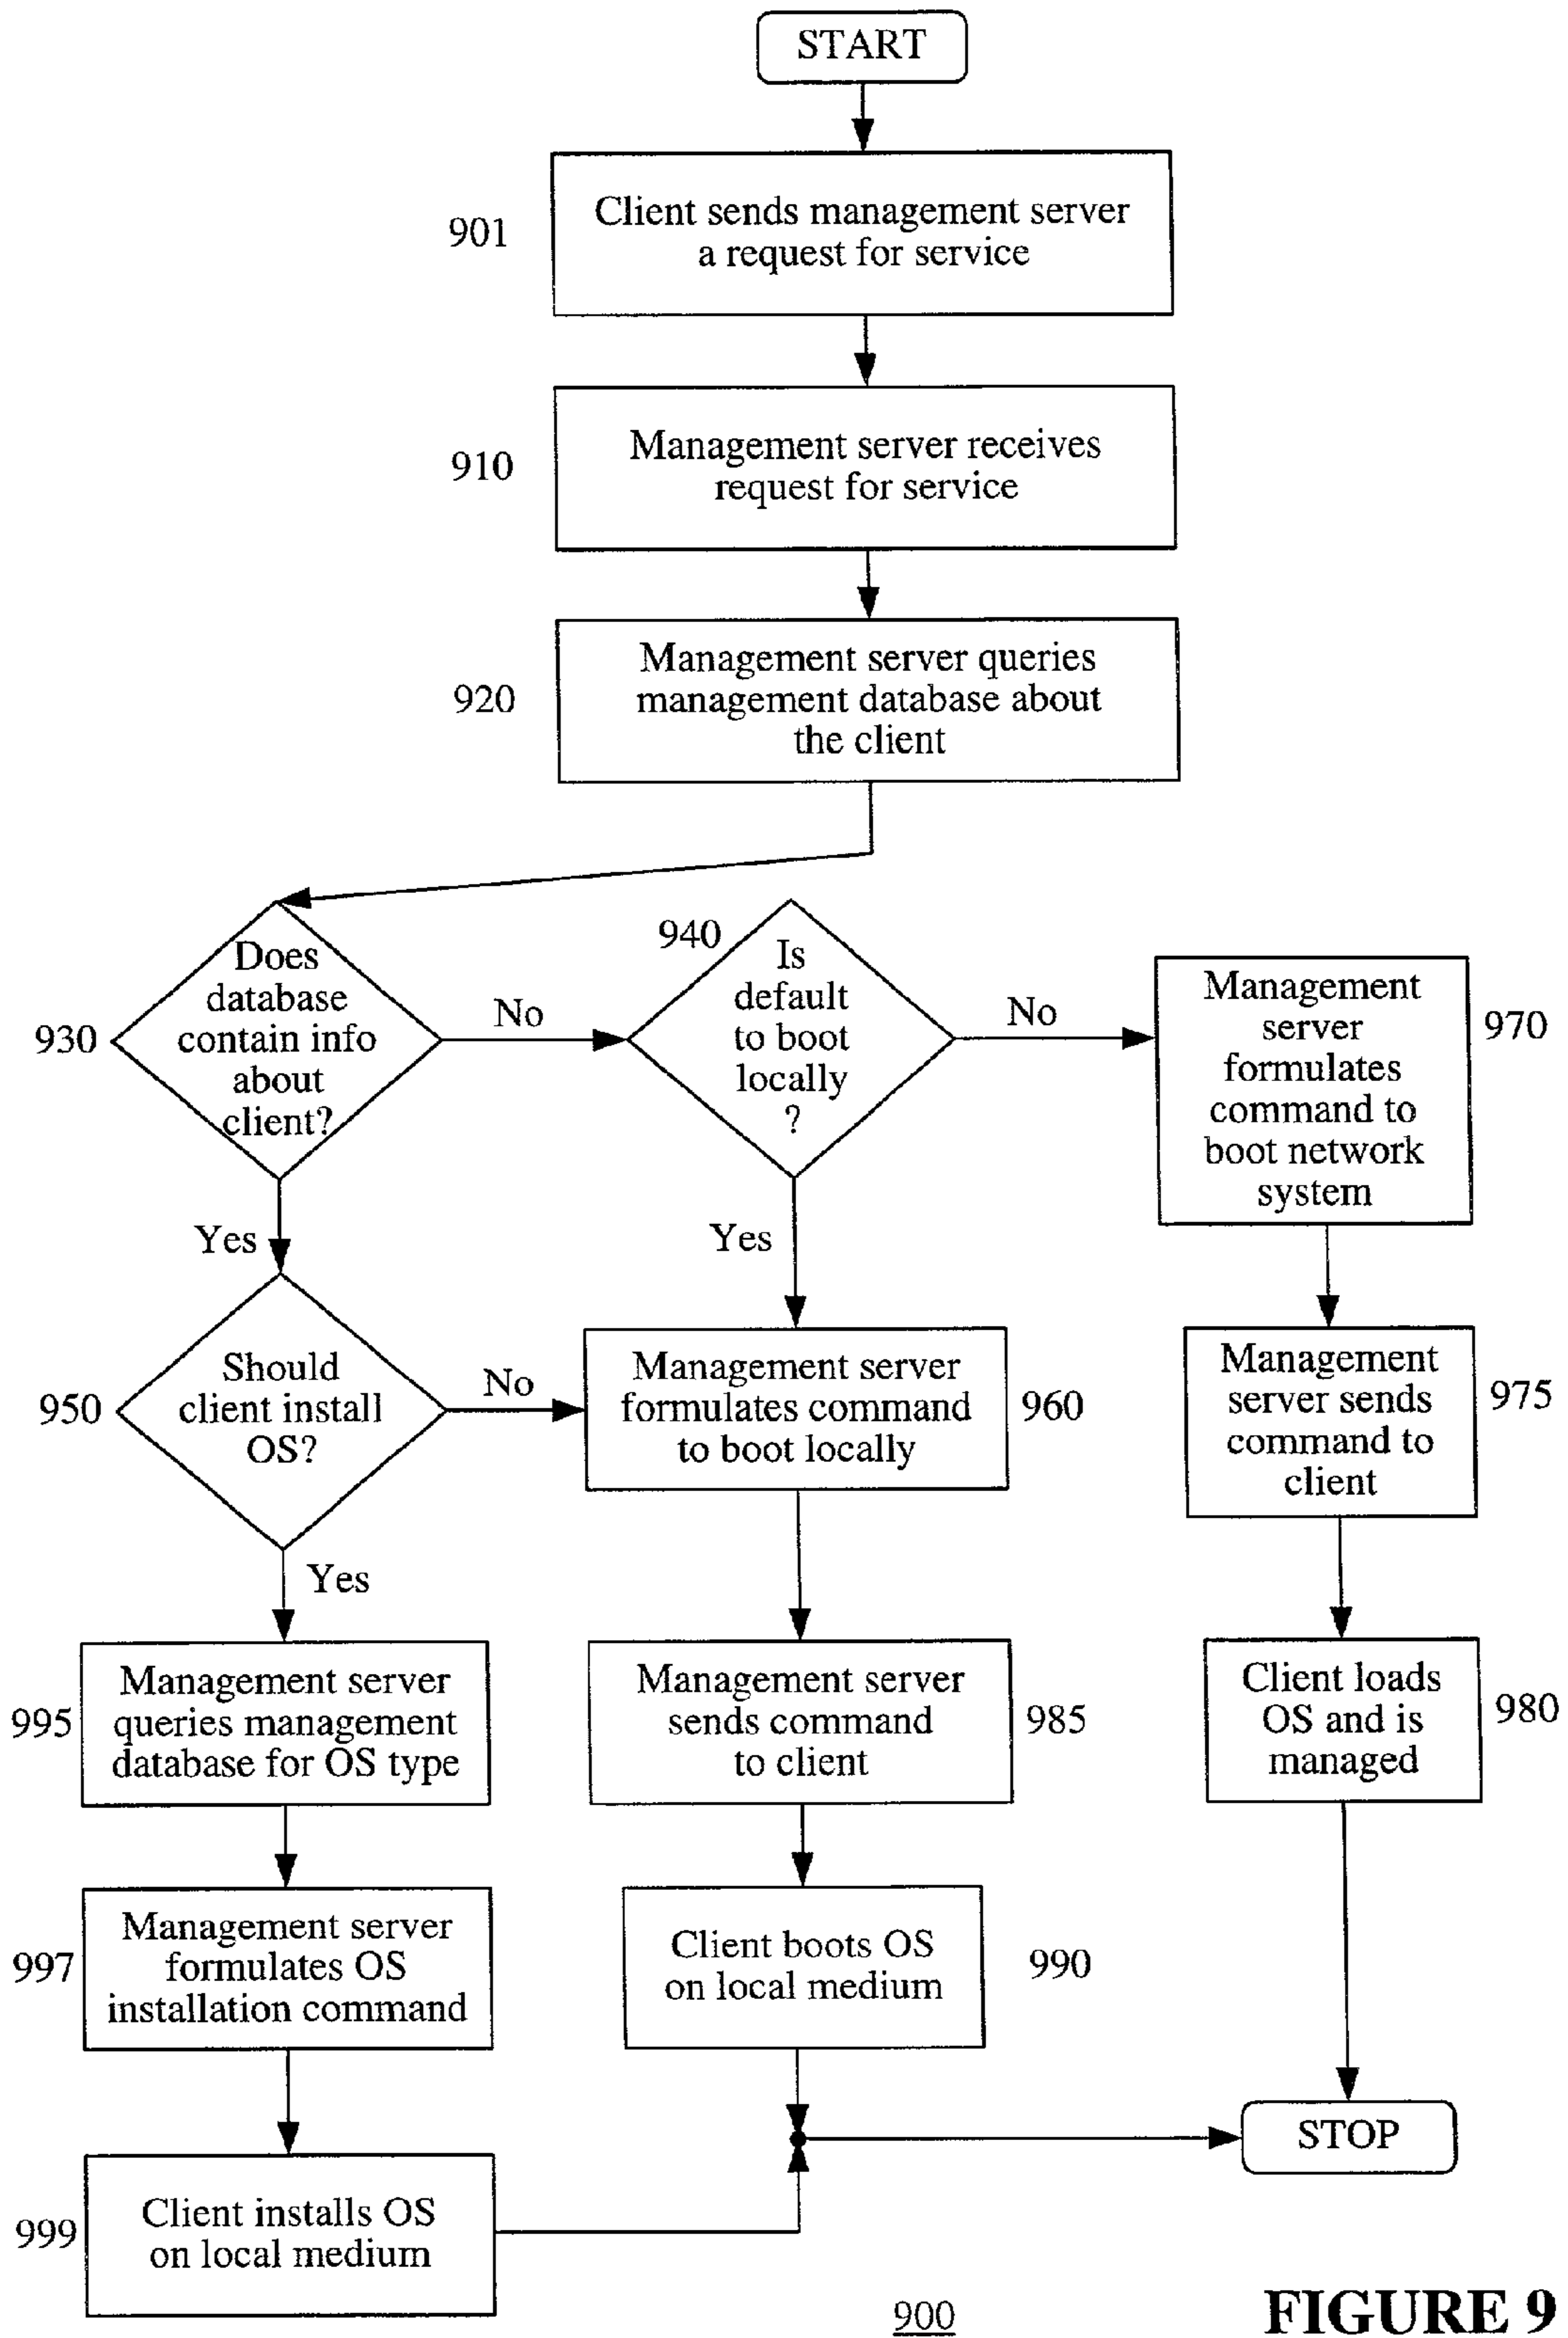 START
901
Client sends management server
a request for service
910
Management server receives
request for service
920
Management server queries
management database about
the client
930
Does
database
contain info
about
client?
No
940
Is
default
to boot
locally
?
No
Management
server
formulates
command to
boot network
system
970
Yes
Yes
950
Should
client install
OS?
No
Management server
formulates command
to boot locally
960
Management
server sends
command to
client
975
Yes
995
Management server
queries management
database for OS type
Management server
sends command
to client
985
Client loads
OS and is
managed
980
997
Management server
formulates OS
installation command
Client boots OS
on local medium
990
STOP
999
Client installs OS
on local medium
900
FIGURE 9